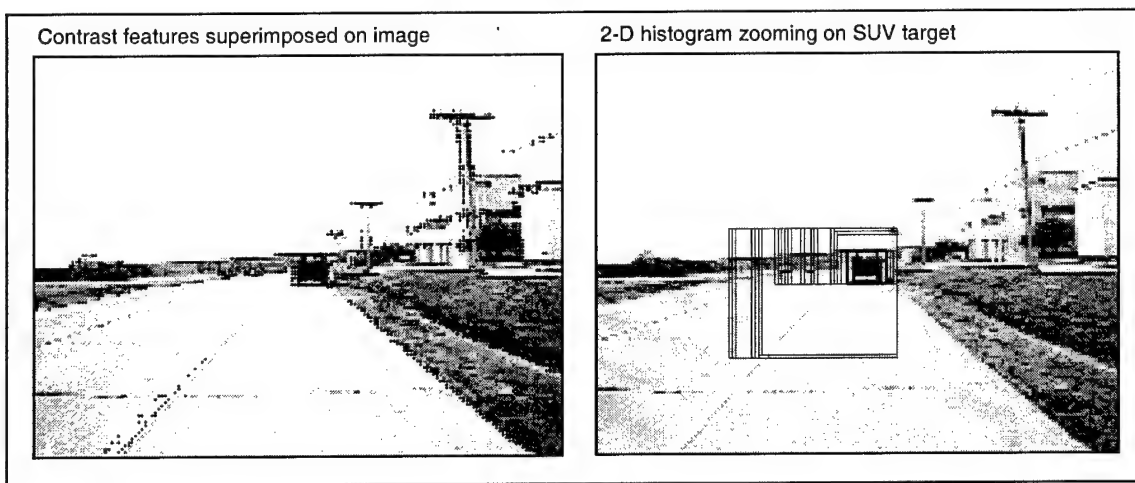 Contrast features superimposed on image
2-D histogram zooming on SUV target